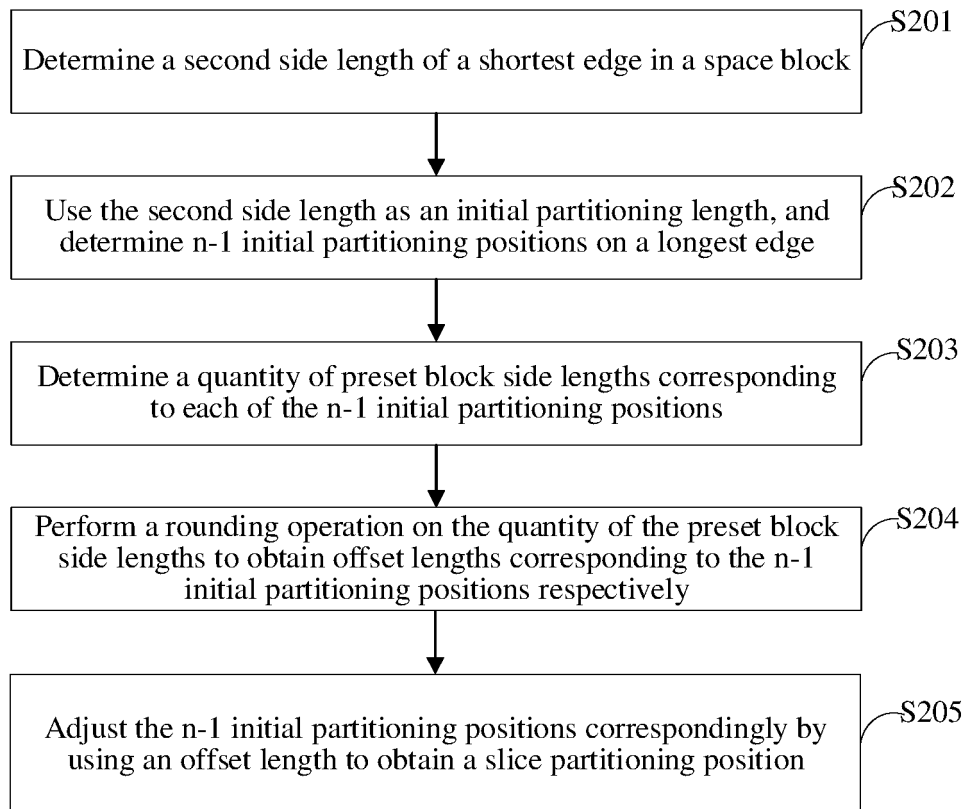 S201
Determine a second side length of a shortest edge in a space block
S202
Use the second side length as an initial partitioning length, and
determine n-1 initial partitioning positions on a longest edge
S203
Determine a quantity of preset block side lengths corresponding
to each of the n-1 initial partitioning positions
S204
Perform a rounding operation on the quantity of the preset block
side lengths to obtain offset lengths corresponding to the n-1
initial partitioning positions respectively
S205
Adjust the n-1 initial partitioning positions correspondingly by
using an offset length to obtain a slice partitioning position